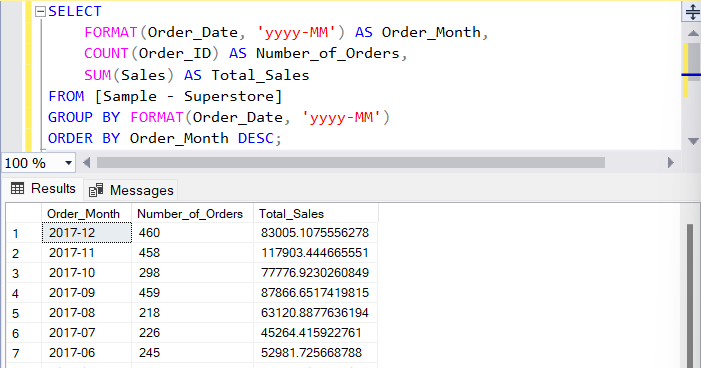 SELECT
FORMAT(Order_Date, 'yyyy-MM') AS Order_Month,
COUNT(Order_ID) AS Number_of_Orders,
SUM(Sales) AS Total_Sales
FROM [Sample - Superstore]
GROUP BY FORMAT(Order_Date, 'yyyy-MM')
ORDER BY Order_Month DESC;
100 %
Results Messages
Order_Month Number_of_Orders Total_Sales
1 2017-12 460 83005.1075556278
2 2017-11 458 117903.444665551
3 2017-10 298 77776.9230260849
4 2017-09 459 87866.6517419815
5 2017-08 218 63120.8877636194
6 2017-07 226 45264.415922761
7 2017-06 245 52981.725668788